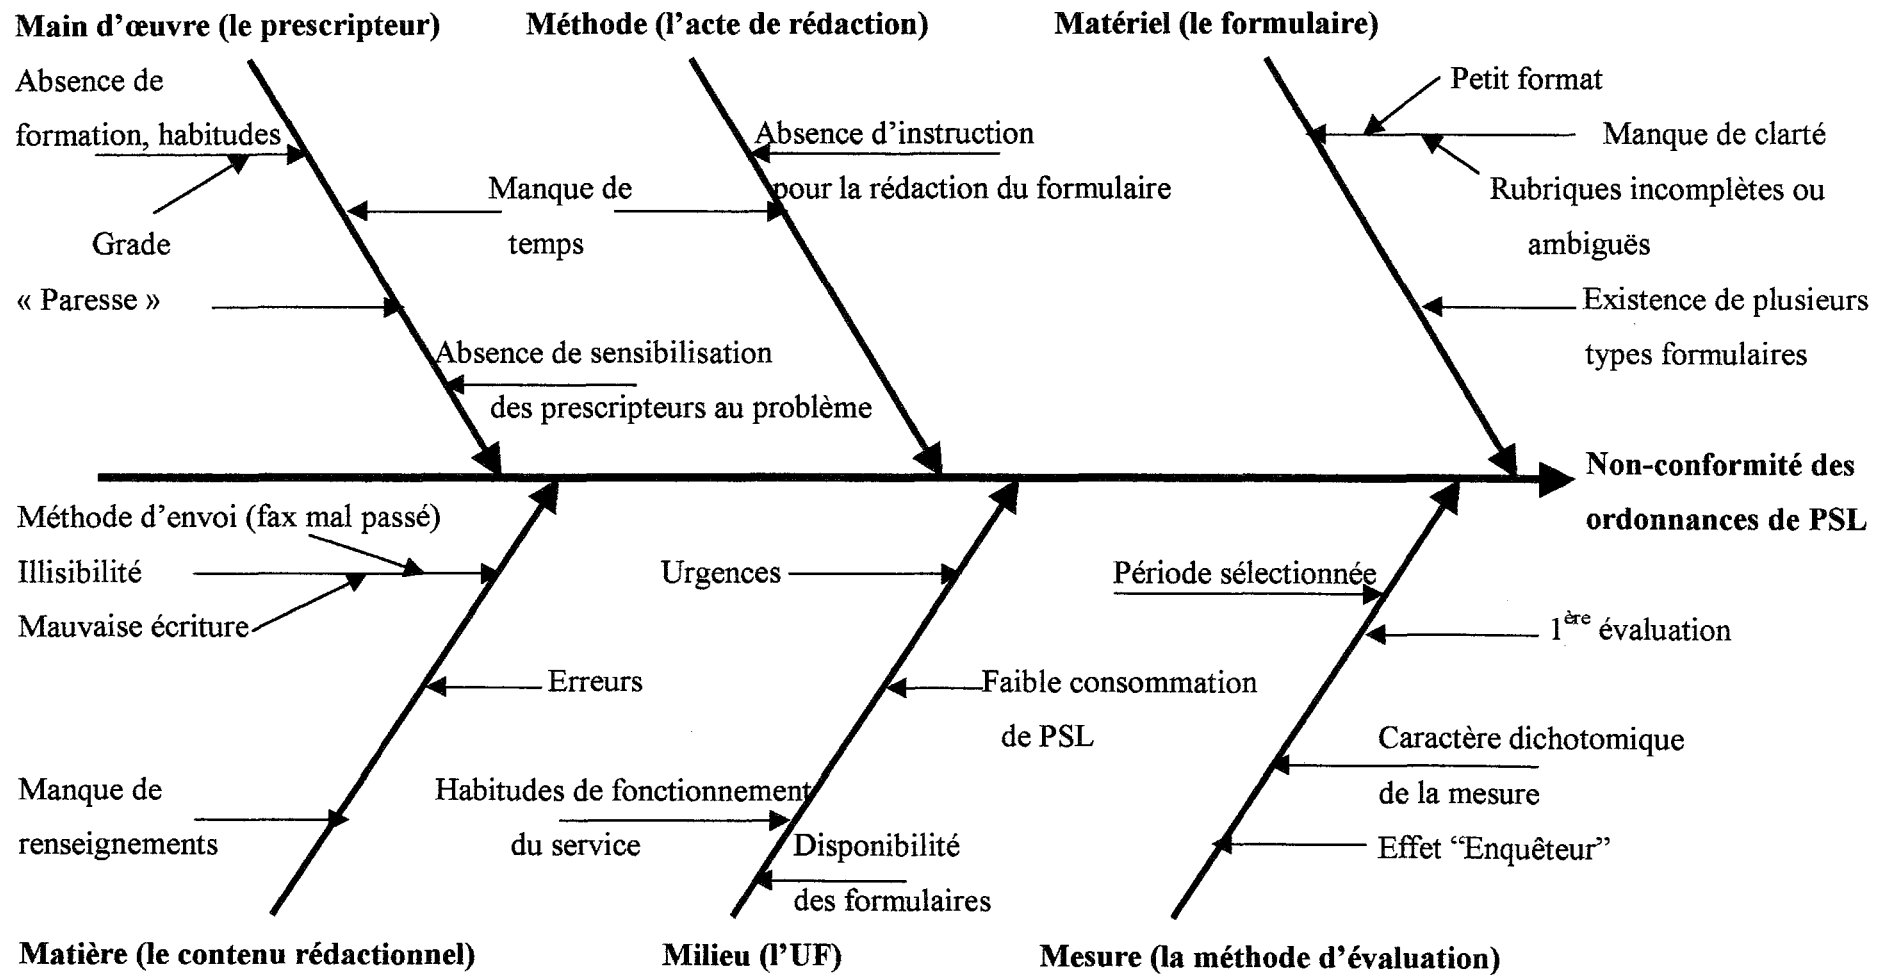 Main d’œuvre (le prescripteur)
Méthode (l’acte de rédaction)
Matériel (le formulaire)
Absence de
formation, habitudes
Grade
« Paresse »
Manque de
temps
Absence de sensibilisation
des prescripteurs au problème
Absence d’instruction
pour la rédaction du formulaire
Petit format
Manque de clarté
Rubriques incomplètes ou
ambiguës
Existence de plusieurs
types formulaires
Non-conformité des
ordonnances de PSL
Méthode d’envoi (fax mal passé)
Illisibilité
Mauvaise écriture
Erreurs
Manque de
renseignements
Urgences
Faible consommation
de PSL
Habitudes de fonctionnement
du service
Disponibilité
des formulaires
Période sélectionnée
1ère évaluation
Caractère dichotomique
de la mesure
Effet “Enquêteur”
Matière (le contenu rédactionnel)
Milieu (l’UF)
Mesure (la méthode d’évaluation)